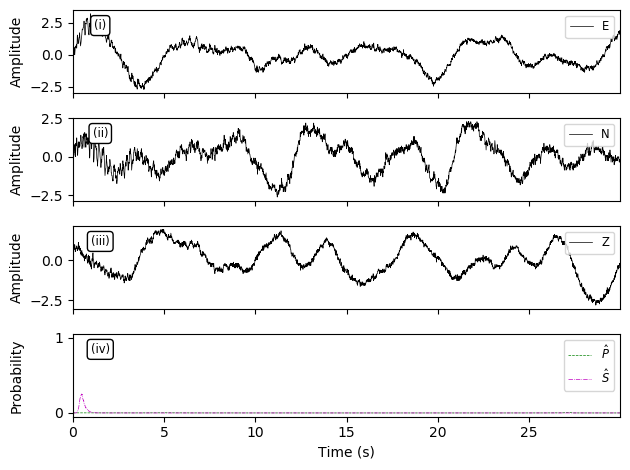 Amplitude
2.5
0.0
−2.5
(i)
E
Amplitude
2.5
0.0
−2.5
(ii)
N
Amplitude
0.0
−2.5
(iii)
Z
Probability
1
0
(iv)
P̂
Ŝ
0 5 10 15 20 25
Time (s)